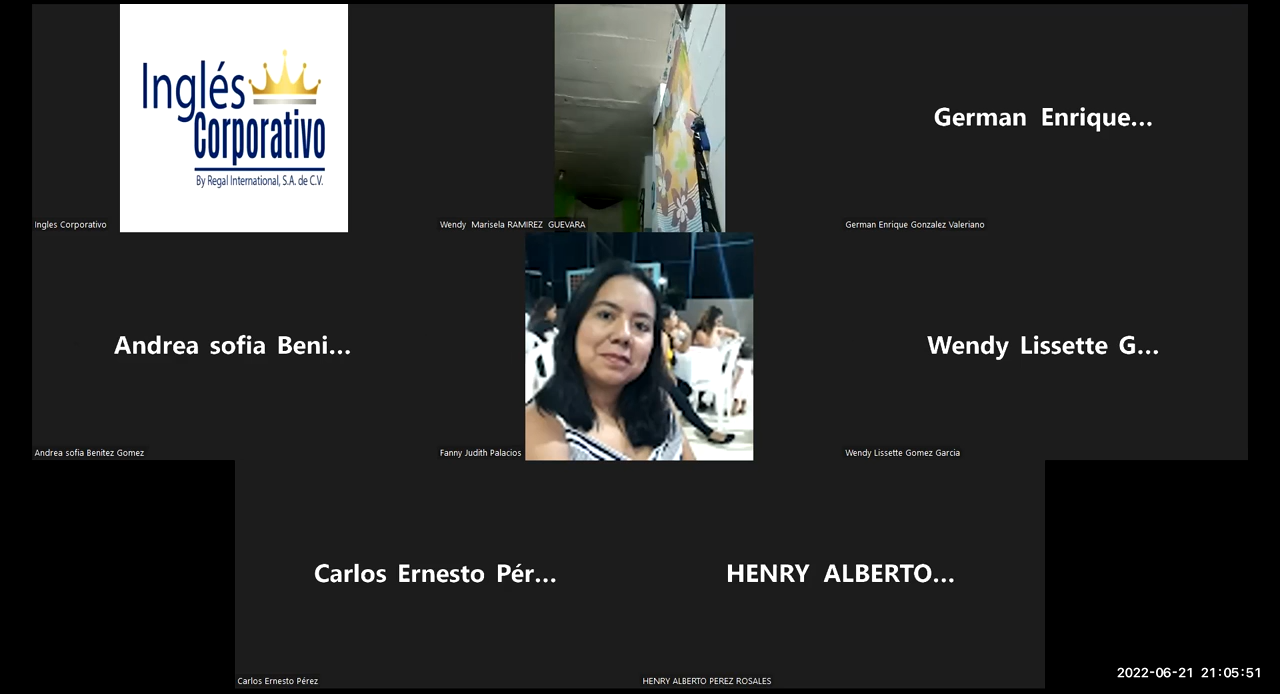 Inglés
Corporativo
By Regal International, S.A. de C.V.
Ingles Corporativo
Wendy Marisela RAMIREZ GUEVARA
German Enrique...
German Enrique Gonzalez Valeriano
Andrea sofia Beni...
Andrea sofia Benitez Gomez
Fanny Judith Palacios
Wendy Lissette G...
Wendy Lissette Gomez Garcia
Carlos Ernesto Pér...
Carlos Ernesto Pérez
HENRY ALBERTO...
HENRY ALBERTO PEREZ ROSALES
2022-06-21 21:05:51